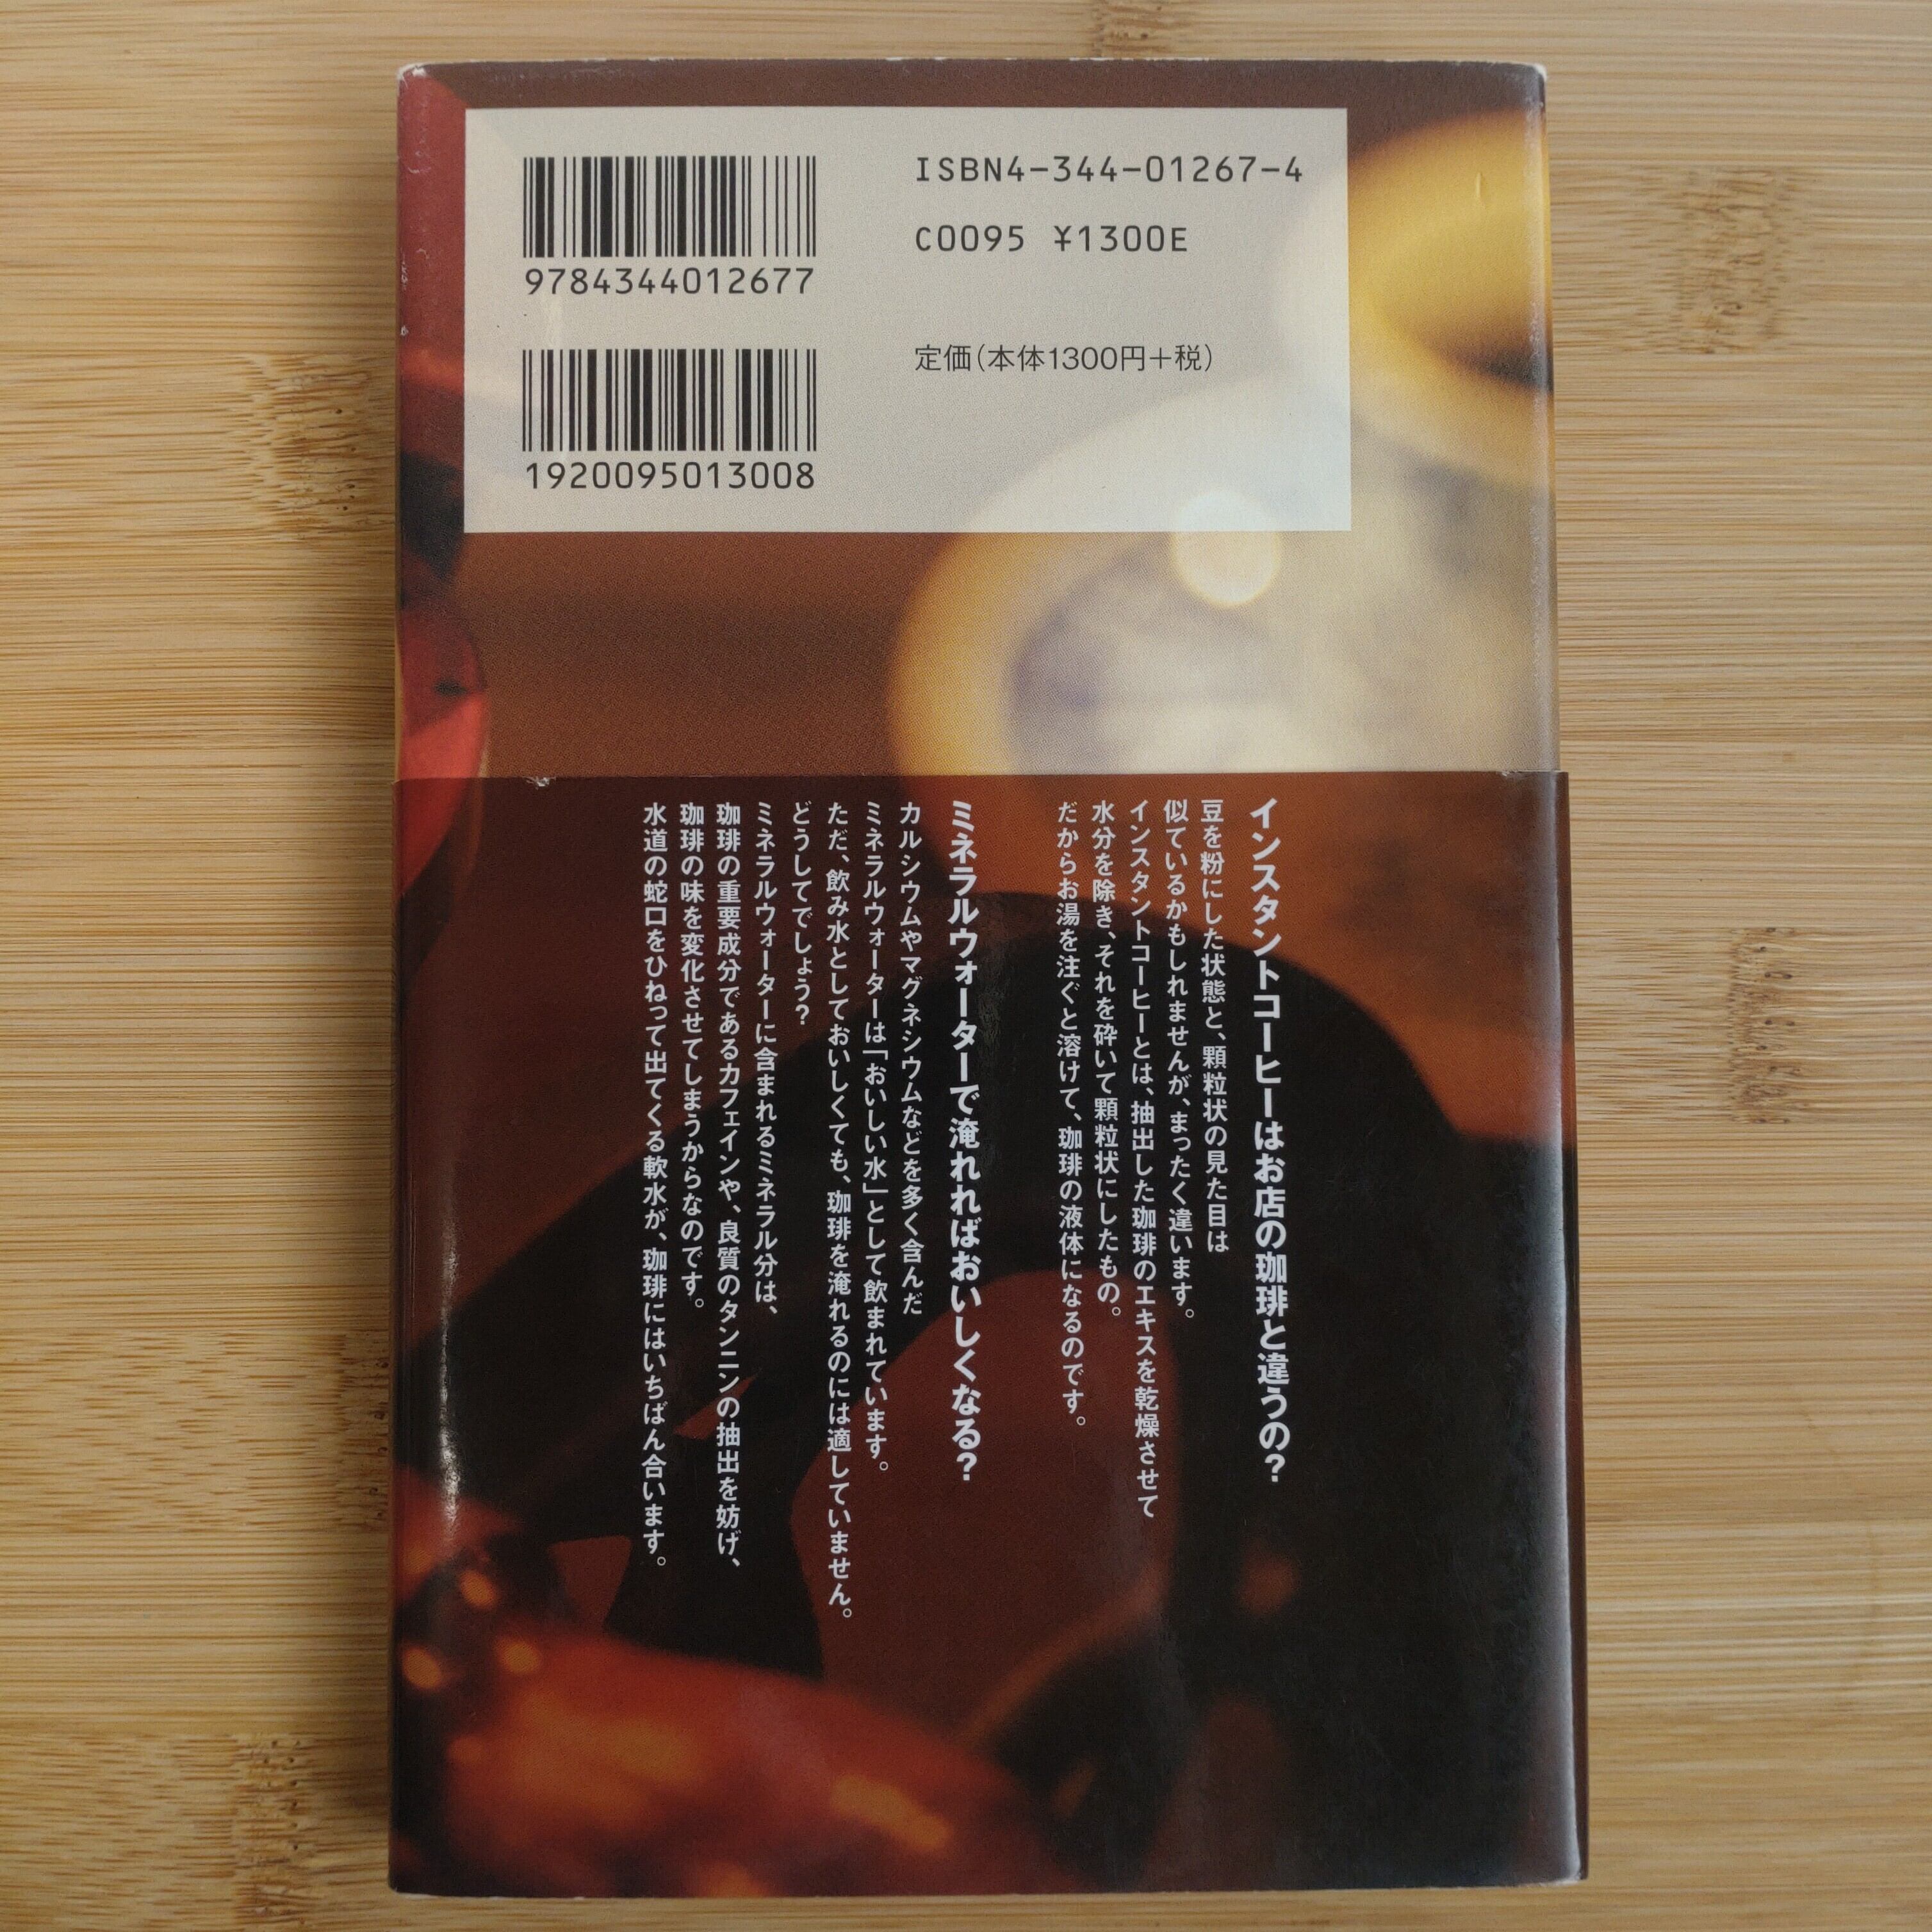 ISBN4-344-01267-4
C0095 ¥1300E
9784344012677
定価(本体1300円+税)
1920095013008
インスタントコーヒーはお店の珈琲と違うの?
豆を粉にした状態と、顆粒状の見た目は
似ているかもしれませんが、まったく違います。
インスタントコーヒーとは、抽出した珈琲のエキスを乾燥させて
水分を除き、それを砕いて顆粒状にしたもの。
だからお湯を注ぐと溶けて、珈琲の液体になるのです。
ミネラルウォーターで淹れればおいしくなる?
カルシウムやマグネシウムなどを多く含んだ
ミネラルウォーターは「おいしい水」として飲まれています。
ただ、飲み水としておいしくても、珈琲を淹れるのには適していません。
どうしてでしょう?
ミネラルウォーターに含まれるミネラル分は、
珈琲の重要成分であるカフェインや、良質のタンニンの抽出を妨げ、
珈琲の味を変化させてしまうからなのです。
水道の蛇口をひねって出てくる軟水が、珈琲にはいちばん合います。